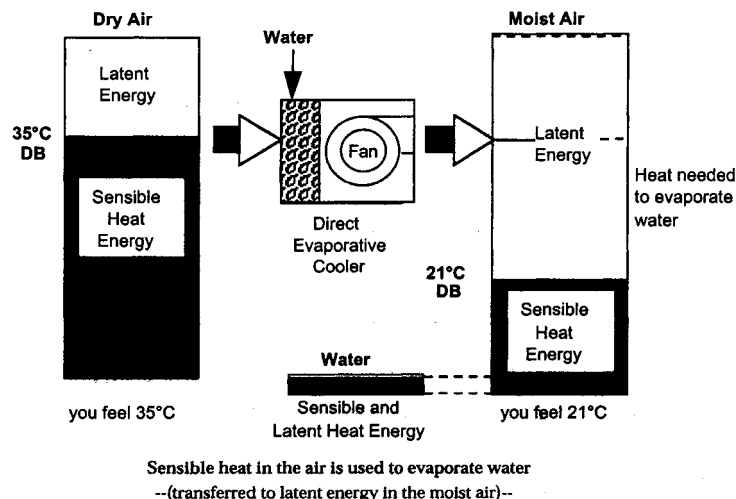 Dry Air
Latent
Energy
35°C
DB
Sensible
Heat
Energy
you feel 35°C
Water
Fan
Direct
Evaporative
Cooler
Water
Sensible and
Latent Heat Energy
Moist Air
Latent
Energy
Heat needed
to evaporate
water
21°C
DB
Sensible
Heat
Energy
you feel 21°C
Sensible heat in the air is used to evaporate water
--(transferred to latent energy in the moist air)--